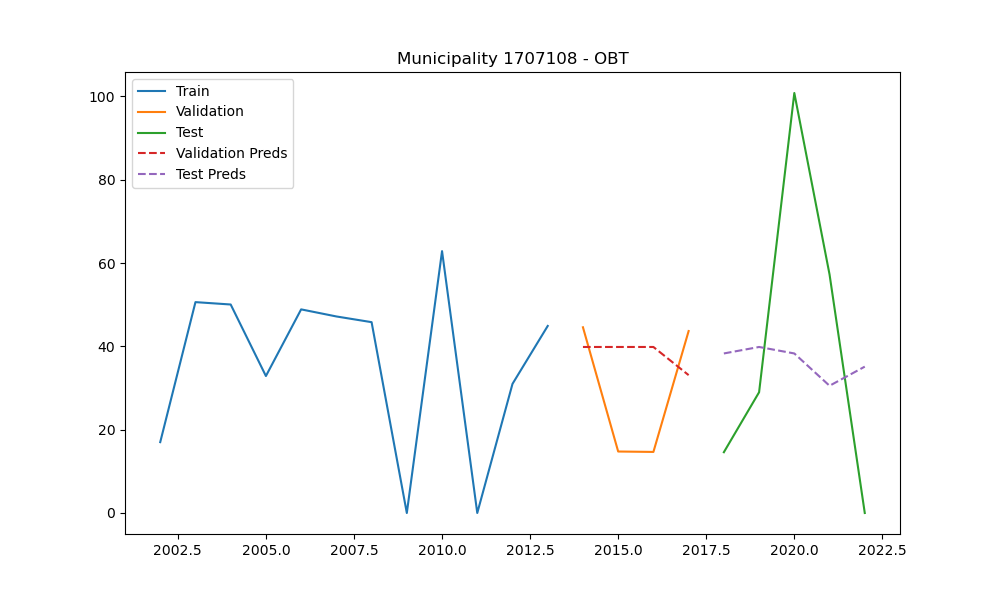 Municipality 1707108 - OBT
Train
Validation
Test
Validation Preds
Test Preds
100
80
60
40
20
0
2002.5 2005.0 2007.5 2010.0 2012.5 2015.0 2017.5 2020.0 2022.5